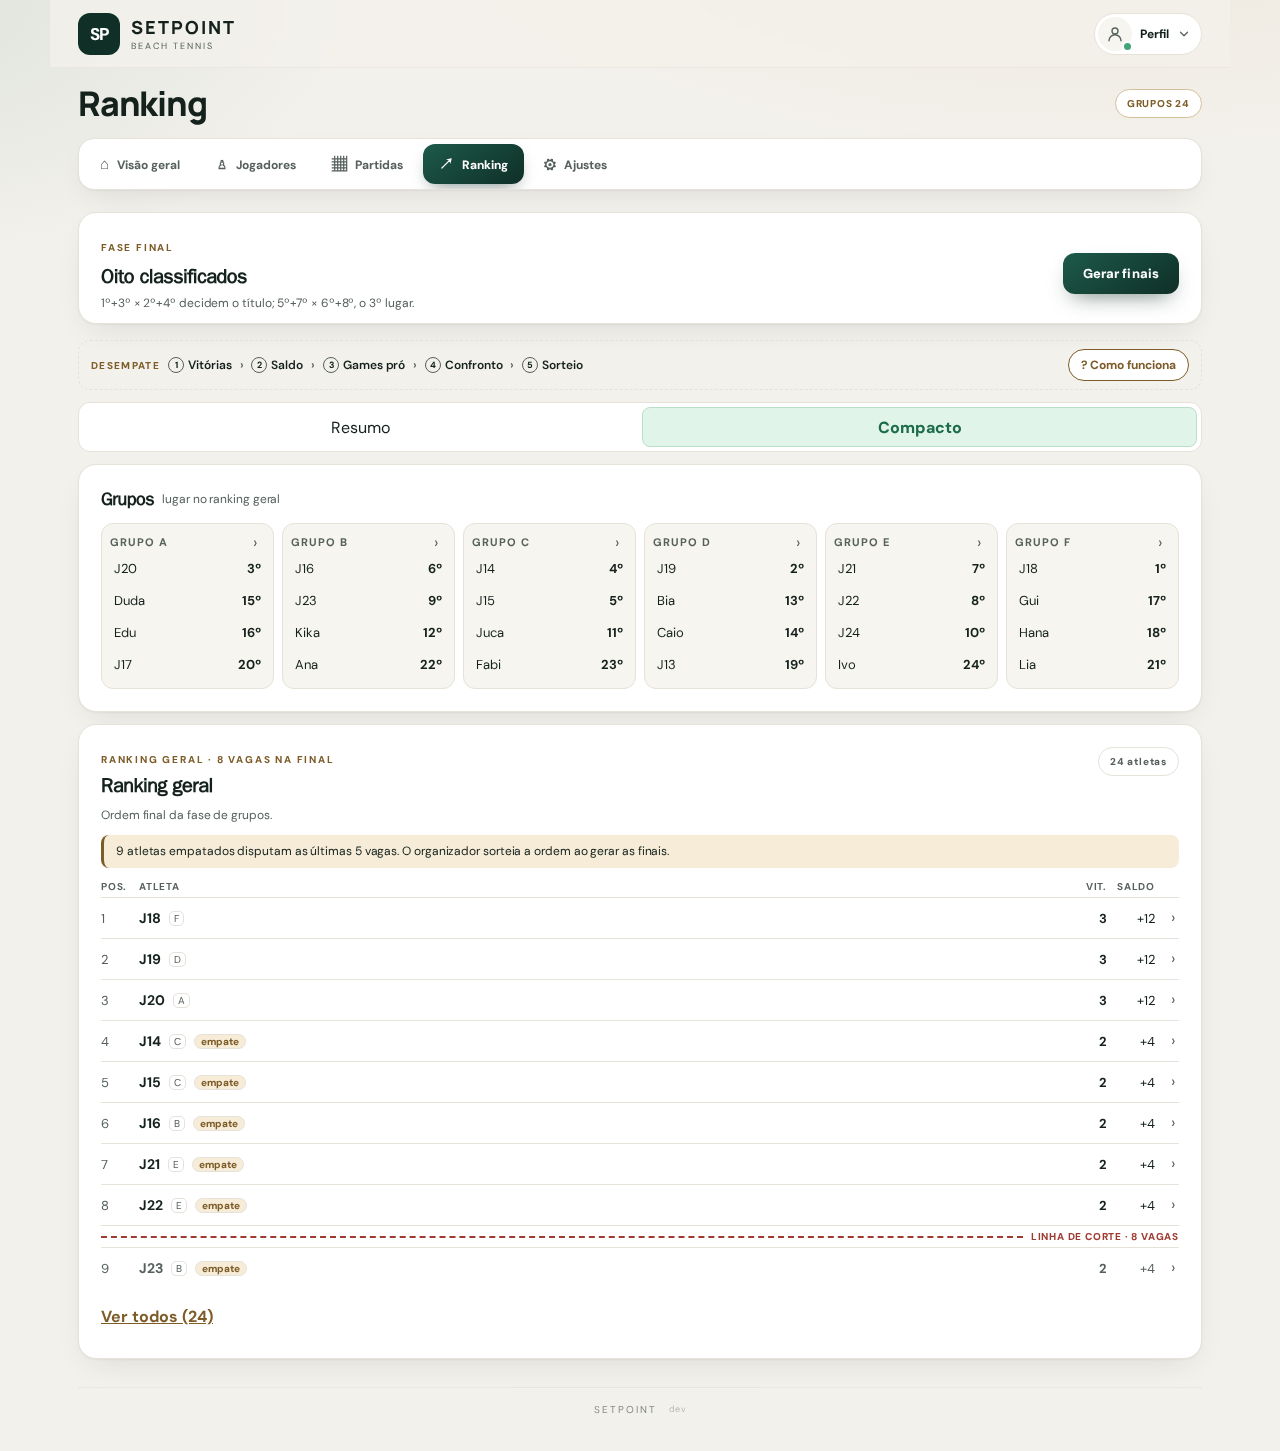 SP SETPOINT
BEACH TENNIS
Perfil
Ranking
GRUPOS 24
Visão geral Jogadores Partidas Ranking Ajustes
FASE FINAL
Oito classificados
1º+3º × 2º+4º decidem o título; 5º+7º × 6º+8º, o 3º lugar.
Gerar finais
DESEMPATE 1 Vitórias › 2 Saldo › 3 Games pró › 4 Confronto › 5 Sorteio
? Como funciona
Resumo Compacto
Grupos lugar no ranking geral
GRUPO A ›
J20 3º
Duda 15º
Edu 16º
J17 20º
GRUPO B ›
J16 6º
J23 9º
Kika 12º
Ana 22º
GRUPO C ›
J14 4º
J15 5º
Juca 11º
Fabi 23º
GRUPO D ›
J19 2º
Bia 13º
Caio 14º
J13 19º
GRUPO E ›
J21 7º
J22 8º
J24 10º
Ivo 24º
GRUPO F ›
J18 1º
Gui 17º
Hana 18º
Lia 21º
RANKING GERAL · 8 VAGAS NA FINAL
24 atletas
Ranking geral
Ordem final da fase de grupos.
9 atletas empatados disputam as últimas 5 vagas. O organizador sorteia a ordem ao gerar as finais.
POS. ATLETA VIT. SALDO
1 J18 F 3 +12 ›
2 J19 D 3 +12 ›
3 J20 A 3 +12 ›
4 J14 C empate 2 +4 ›
5 J15 C empate 2 +4 ›
6 J16 B empate 2 +4 ›
7 J21 E empate 2 +4 ›
8 J22 E empate 2 +4 ›
LINHA DE CORTE · 8 VAGAS
9 J23 B empate 2 +4 ›
Ver todos (24)
SETPOINT dev